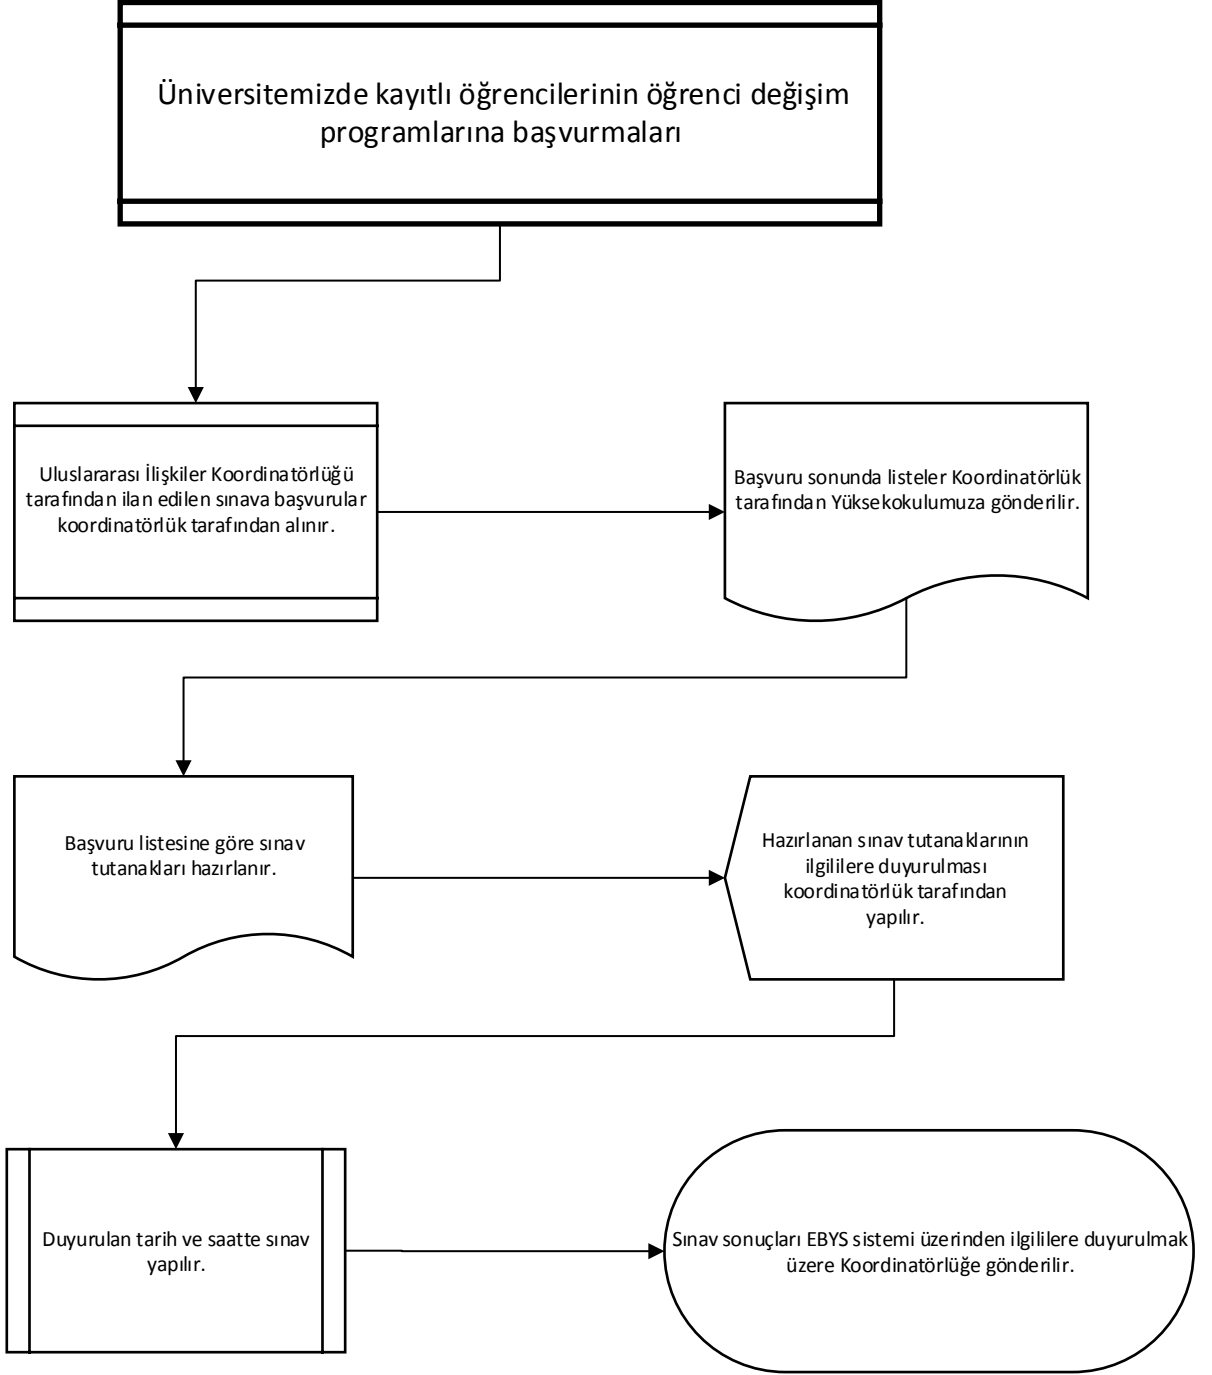 Üniversitemizde kayıtlı öğrencilerinin öğrenci değişim
programlarına başvurmaları
Uluslararası İlişkiler Koordinatörlüğü
tarafından ilan edilen sınava başvurular
koordinatörlük tarafından alınır.
Başvuru sonunda listeler Koordinatörlük
tarafından Yüksekokulumuza gönderilir.
Başvuru listesine göre sınav
tutanakları hazırlanır.
Hazırlanan sınav tutanaklarının
ilgililere duyurulması
koordinatörlük tarafından
yapılır.
Duyurulan tarih ve saatte sınav
yapılır.
Sınav sonuçları EBYS sistemi üzerinden ilgililere duyurulmak
üzere Koordinatörlüğe gönderilir.